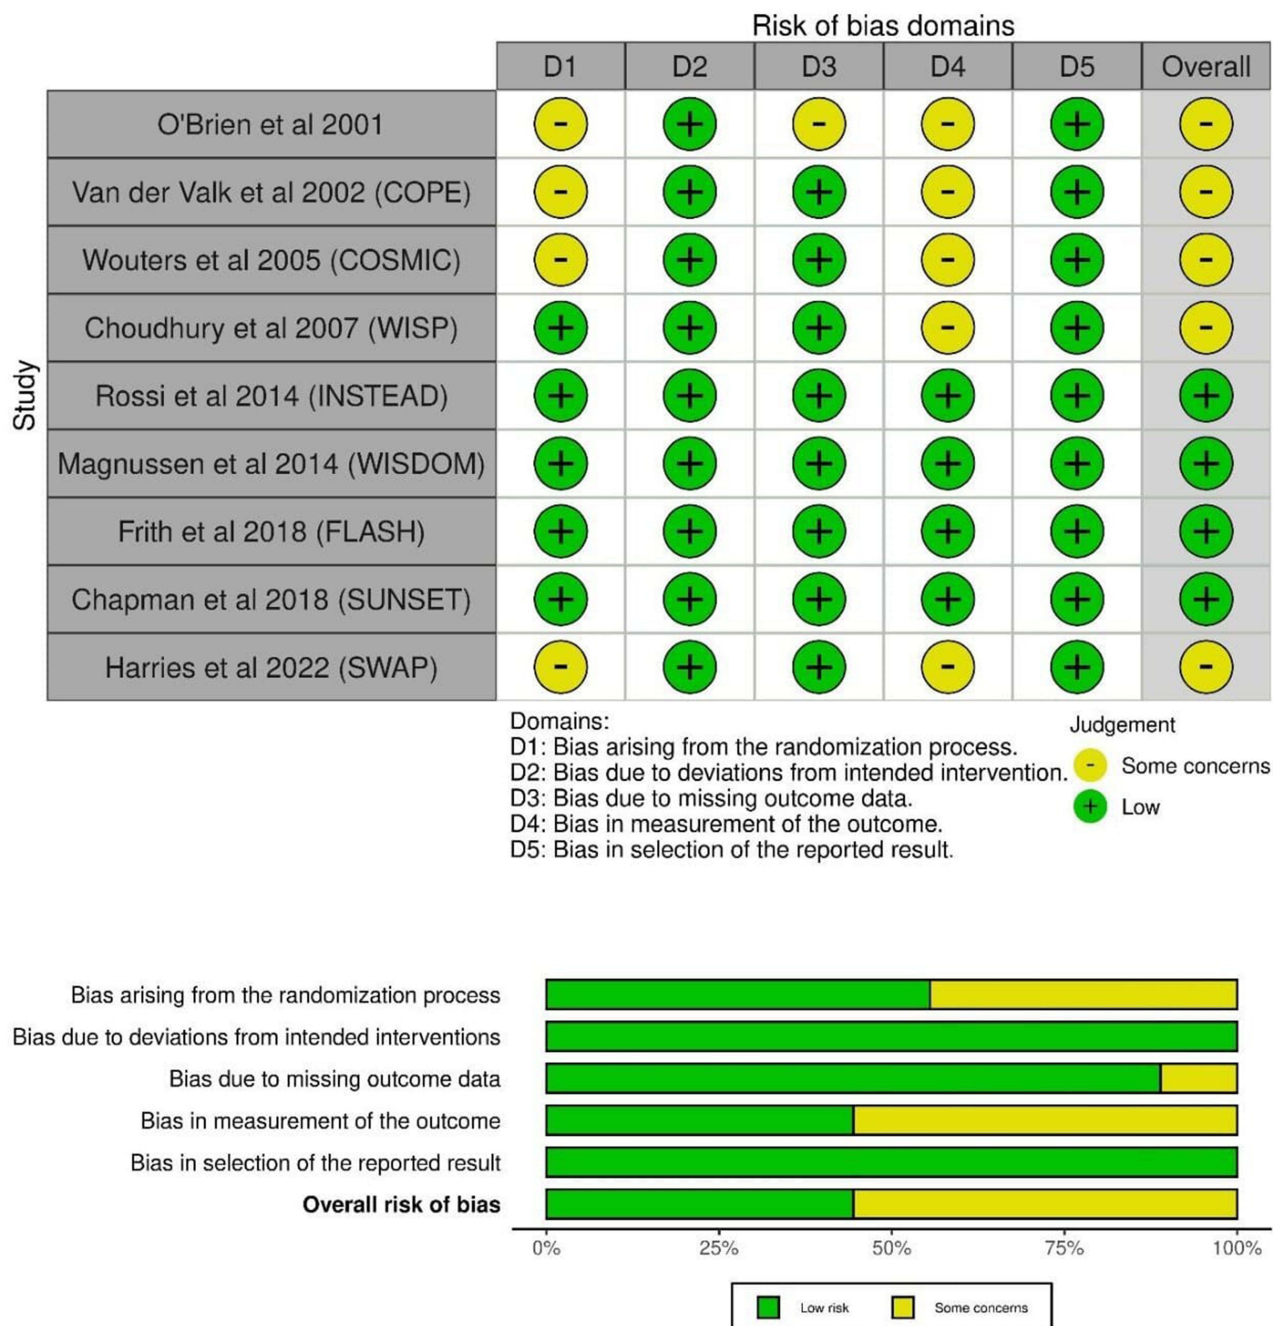 Risk of bias domains
D1 D2 D3 D4 D5 Overall
Study
O'Brien et al 2001 - + - - + -
Van der Valk et al 2002 (COPE) - + + - + -
Wouters et al 2005 (COSMIC) - + + - + -
Choudhury et al 2007 (WISP) + + + - + -
Rossi et al 2014 (INSTEAD) + + + + + +
Magnussen et al 2014 (WISDOM) + + + + + +
Frith et al 2018 (FLASH) + + + + + +
Chapman et al 2018 (SUNSET) + + + + + +
Harries et al 2022 (SWAP) - + + - + -
Domains:
D1: Bias arising from the randomization process.
D2: Bias due to deviations from intended intervention.
D3: Bias due to missing outcome data.
D4: Bias in measurement of the outcome.
D5: Bias in selection of the reported result.
Judgement
- Some concerns
+ Low
Bias arising from the randomization process
Bias due to deviations from intended interventions
Bias due to missing outcome data
Bias in measurement of the outcome
Bias in selection of the reported result
Overall risk of bias
0% 25% 50% 75% 100%
Low risk Some concerns